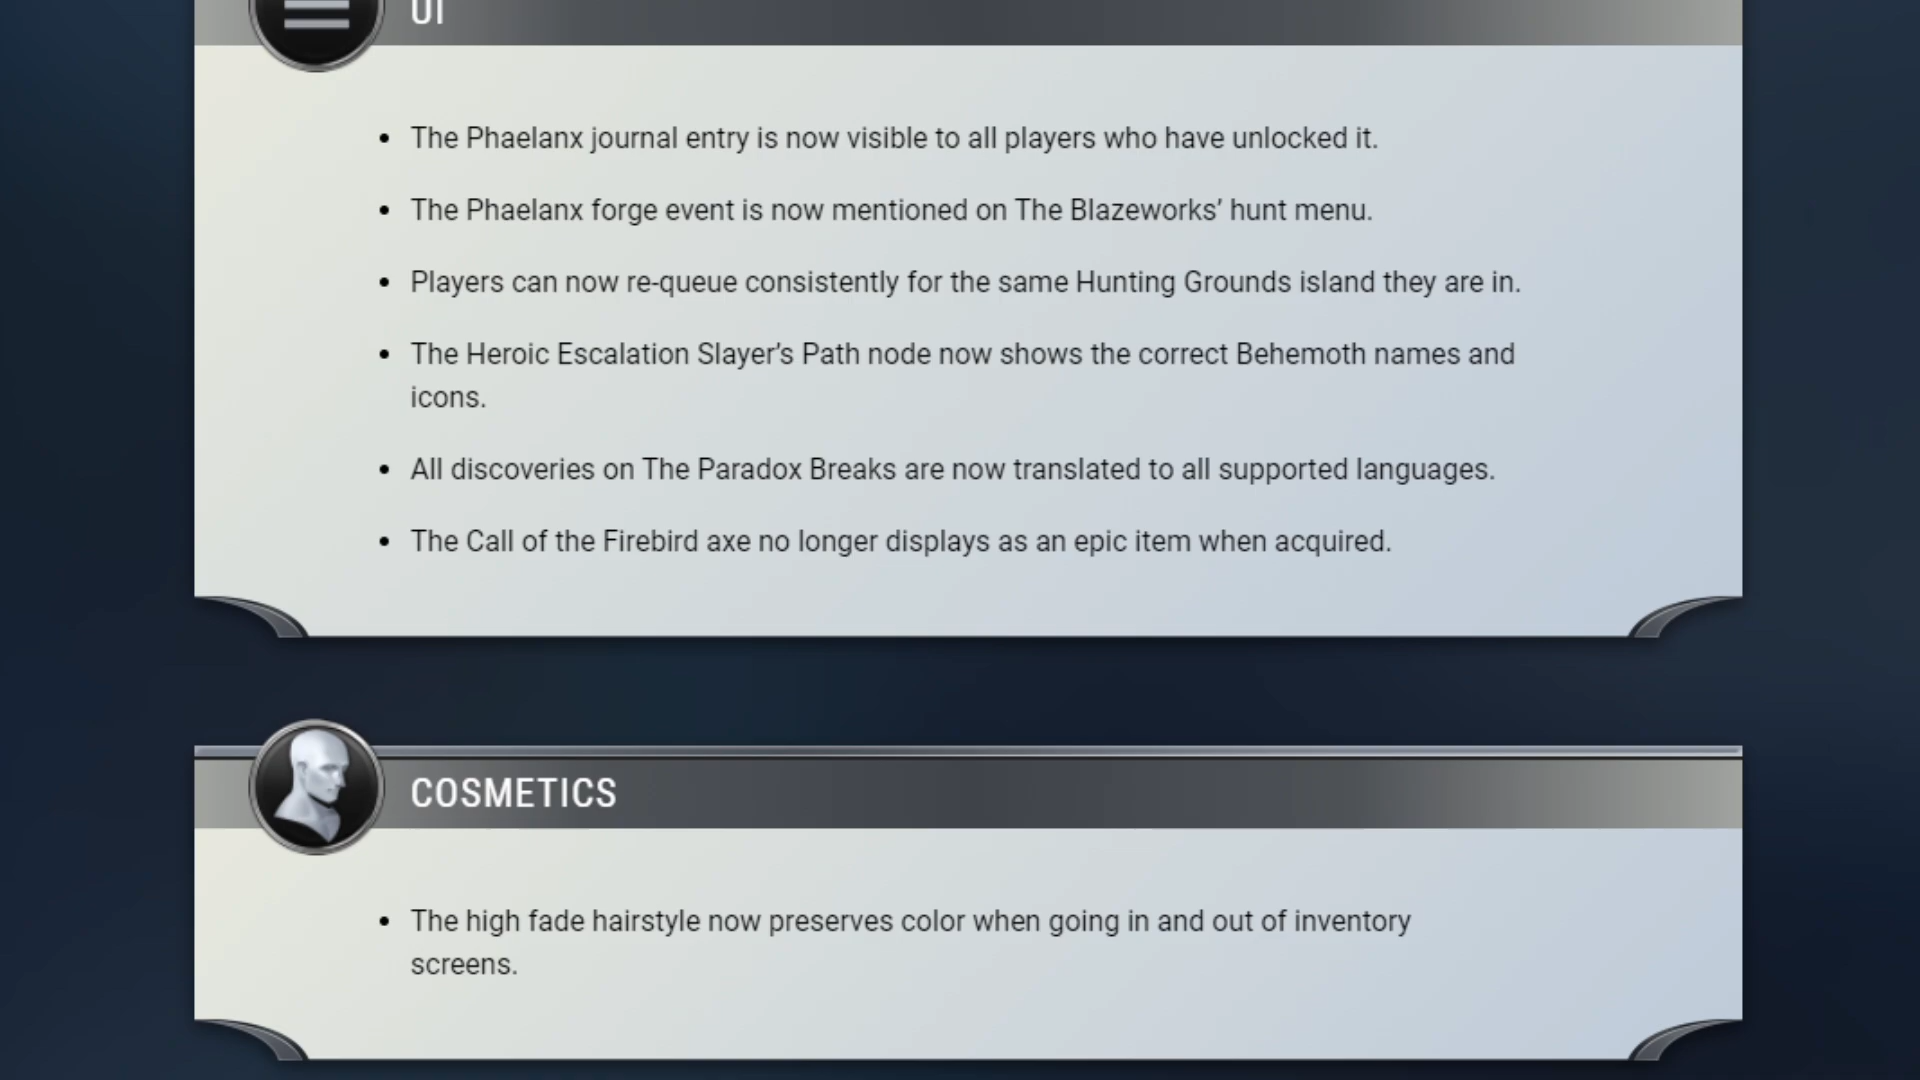 UI
• The Phaelanx journal entry is now visible to all players who have unlocked it.
• The Phaelanx forge event is now mentioned on The Blazeworks’ hunt menu.
• Players can now re-queue consistently for the same Hunting Grounds island they are in.
• The Heroic Escalation Slayer’s Path node now shows the correct Behemoth names and
icons.
• All discoveries on The Paradox Breaks are now translated to all supported languages.
• The Call of the Firebird axe no longer displays as an epic item when acquired.
COSMETICS
• The high fade hairstyle now preserves color when going in and out of inventory
screens.